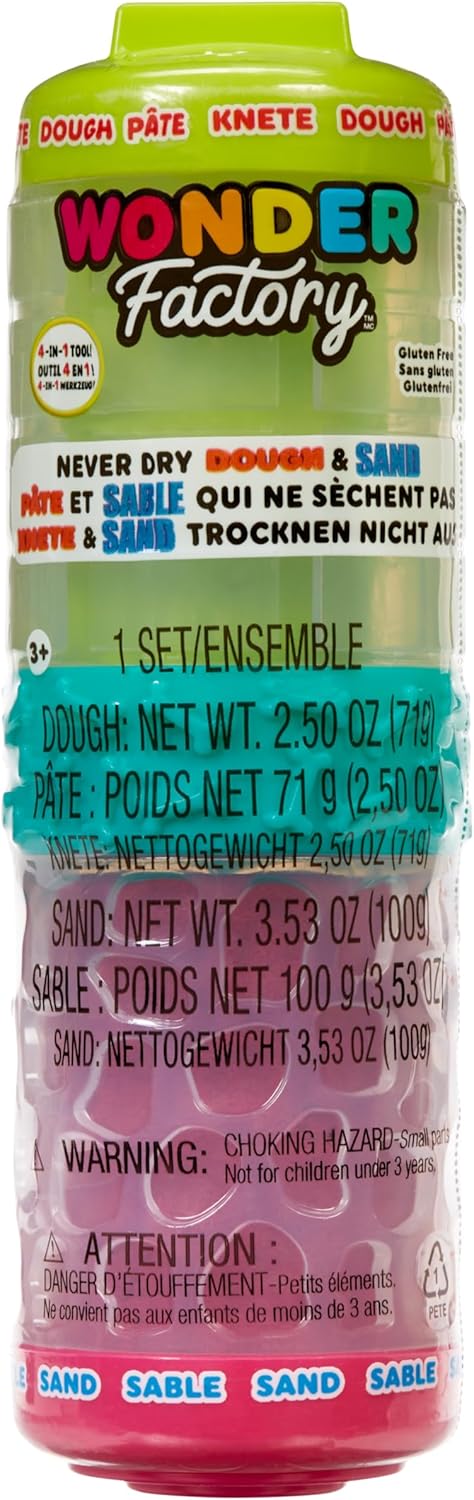 DOUGH PÂTE KNETE DOUGH
WONDER
Factory
TM
MC
4-IN-1 TOOL!
OUTIL 4 EN 1!
4-IN-1 WERKZEUG!
Gluten Free
Sans gluten
Glutenfrei
NEVER DRY DOUGH & SAND
PÂTE ET SABLE QUI NE SÈCHENT PAS
KNETE & SAND TROCKNEN NICHT AUS
3+
1 SET/ENSEMBLE
DOUGH: NET WT. 2.50 OZ (71g)
PÂTE : POIDS NET 71 g (2,50 OZ)
KNETE: NETTOGEWICHT 2,50 OZ (71g)
SAND: NET WT. 3.53 OZ (100g)
SABLE : POIDS NET 100 g (3,53 OZ)
SAND: NETTOGEWICHT 3,53 OZ (100g)
WARNING:
CHOKING HAZARD-Small parts
Not for children under 3 years.
ATTENTION :
DANGER D'ÉTOUFFEMENT-Petits éléments.
Ne convient pas aux enfants de moins de 3 ans.
1
PETE
SAND SABLE SAND SABLE